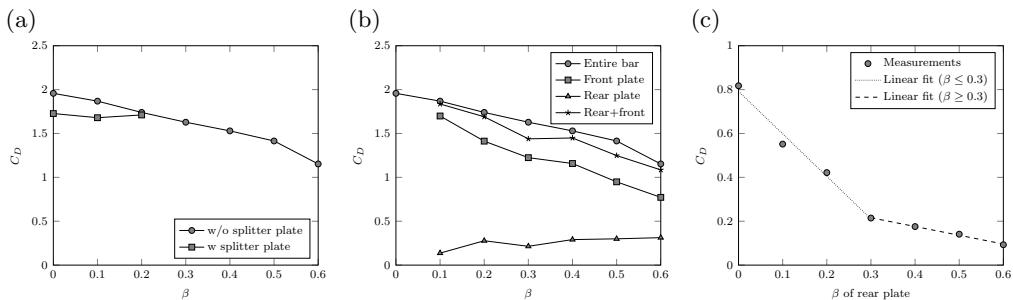 (a)
2.5
2
1.5
1
0.5
0
C_D
0 0.1 0.2 0.3 0.4 0.5 0.6
β
w/o splitter plate
w splitter plate
(b)
2.5
2
1.5
1
0.5
0
C_D
0 0.1 0.2 0.3 0.4 0.5 0.6
β
Entire bar
Front plate
Rear plate
Rear+front
(c)
1
0.8
0.6
0.4
0.2
0
C_D
0 0.1 0.2 0.3 0.4 0.5 0.6
β of rear plate
Measurements
Linear fit (β ≤ 0.3)
Linear fit (β ≥ 0.3)